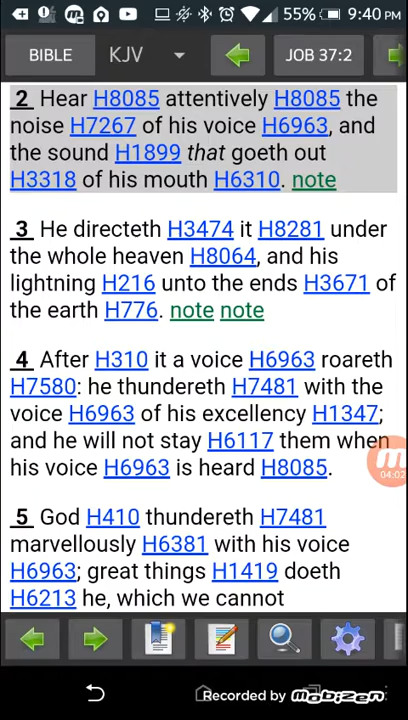 55% 9:40 PM
BIBLE KJV JOB 37:2
2 Hear H8085 attentively H8085 the
noise H7267 of his voice H6963, and
the sound H1899 that goeth out
H3318 of his mouth H6310. note
3 He directeth H3474 it H8281 under
the whole heaven H8064, and his
lightning H216 unto the ends H3671 of
the earth H776. note note
4 After H310 it a voice H6963 roareth
H7580: he thundereth H7481 with the
voice H6963 of his excellency H1347;
and he will not stay H6117 them when
his voice H6963 is heard H8085.
04:02
5 God H410 thundereth H7481
marvellously H6381 with his voice
H6963; great things H1419 doeth
H6213 he, which we cannot
Recorded by mobizen